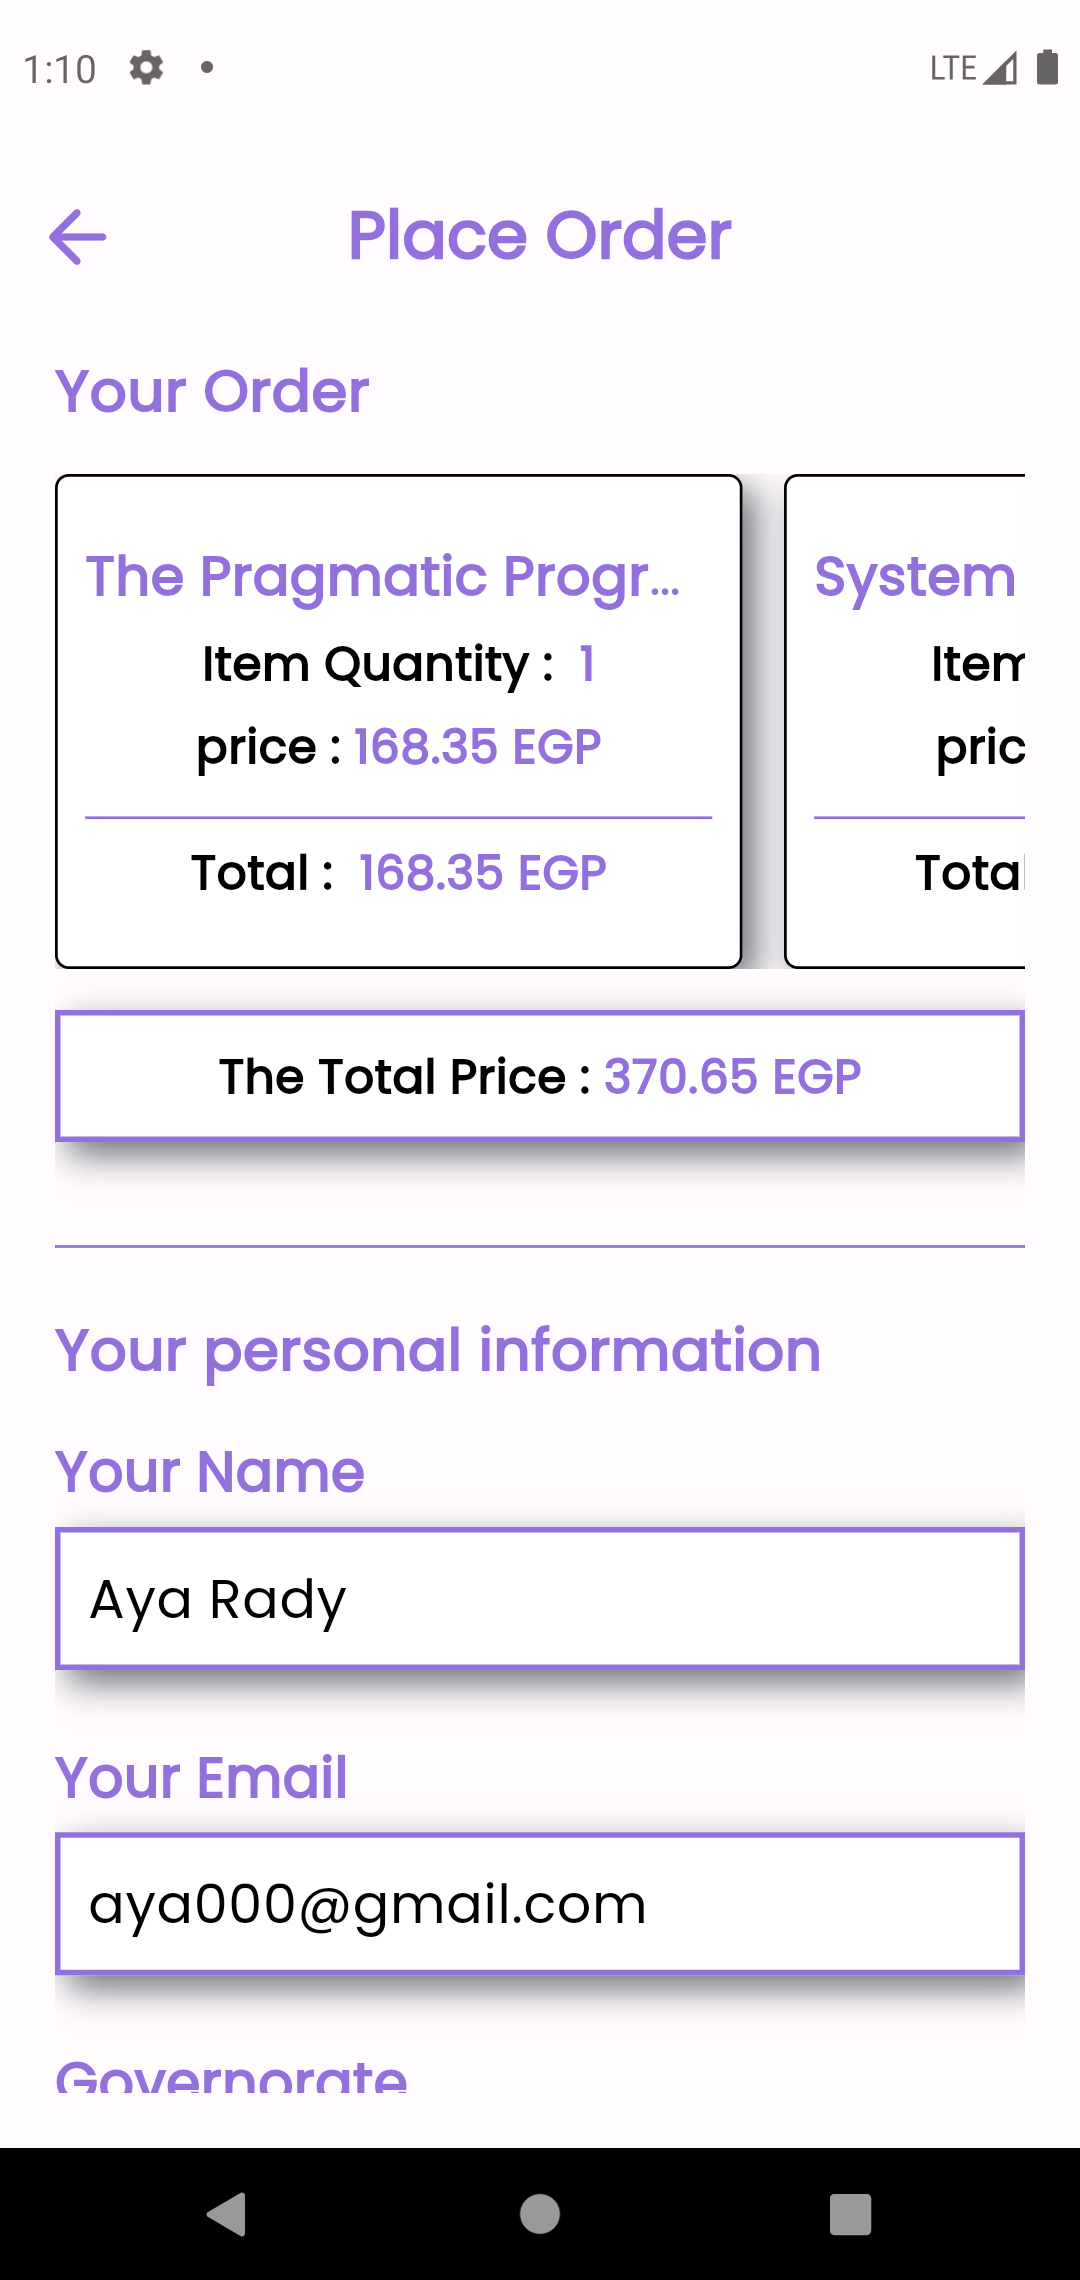 1:10 LTE
Place Order
Your Order
The Pragmatic Progr... System
Item Quantity : 1 Item
price : 168.35 EGP pric
Total : 168.35 EGP Total
The Total Price : 370.65 EGP
Your personal information
Your Name
Aya Rady
Your Email
aya000@gmail.com
Governorate